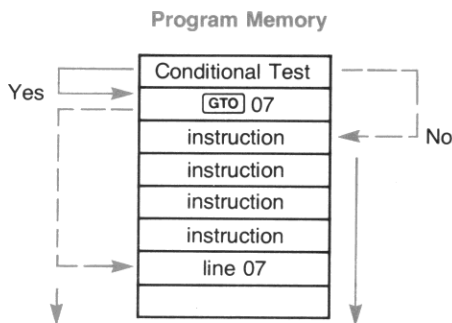 Program Memory
Conditional Test
Yes
GTO 07
instruction
No
instruction
instruction
instruction
line 07